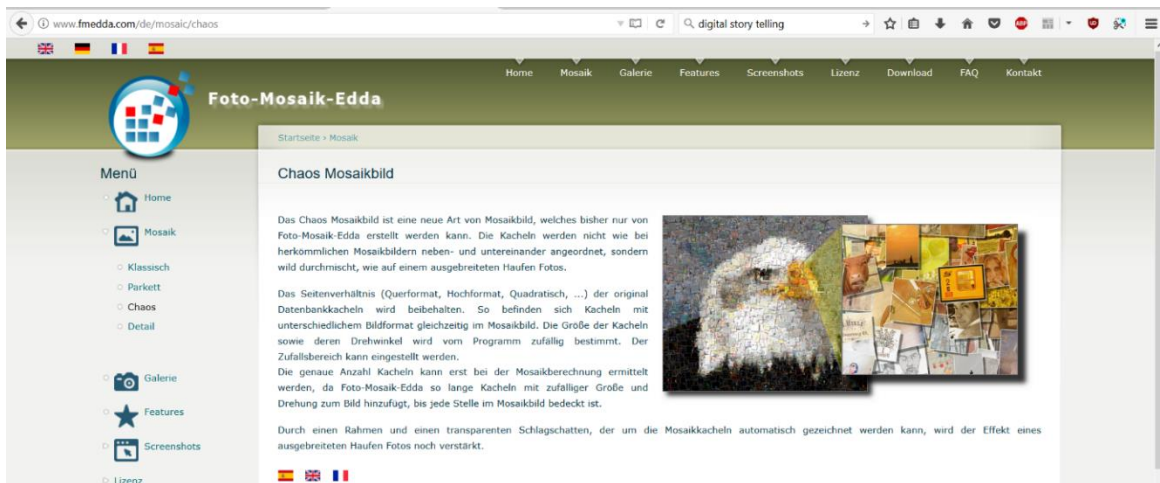 www.fmedda.com/de/mosaic/chaos
digital story telling
Home Mosaik Galerie Features Screenshots Lizenz Download FAQ Kontakt
Foto-Mosaik-Edda
Startseite › Mosaik
Menü
Home
Mosaik
Klassisch
Parkett
Chaos
Detail
Galerie
Features
Screenshots
Lizenz
Chaos Mosaikbild
Das Chaos Mosaikbild ist eine neue Art von Mosaikbild, welches bisher nur von
Foto-Mosaik-Edda erstellt werden kann. Die Kacheln werden nicht wie bei
herkömmlichen Mosaikbildern neben- und untereinander angeordnet, sondern
wild durchmischt, wie auf einem ausgebreiteten Haufen Fotos.
Das Seitenverhältnis (Querformat, Hochformat, Quadratisch, ...) der original
Datenbankkacheln wird beibehalten. So befinden sich Kacheln mit
unterschiedlichem Bildformat gleichzeitig im Mosaikbild. Die Größe der Kacheln
sowie deren Drehwinkel wird vom Programm zufällig bestimmt. Der
Zufallsbereich kann eingestellt werden.
Die genaue Anzahl Kacheln kann erst bei der Mosaikberechnung ermittelt
werden, da Foto-Mosaik-Edda so lange Kacheln mit zufälliger Größe und
Drehung zum Bild hinzufügt, bis jede Stelle im Mosaikbild bedeckt ist.
Durch einen Rahmen und einen transparenten Schlagschatten, der um die Mosaikkacheln automatisch gezeichnet werden kann, wird der Effekt eines
ausgebreiteten Haufen Fotos noch verstärkt.